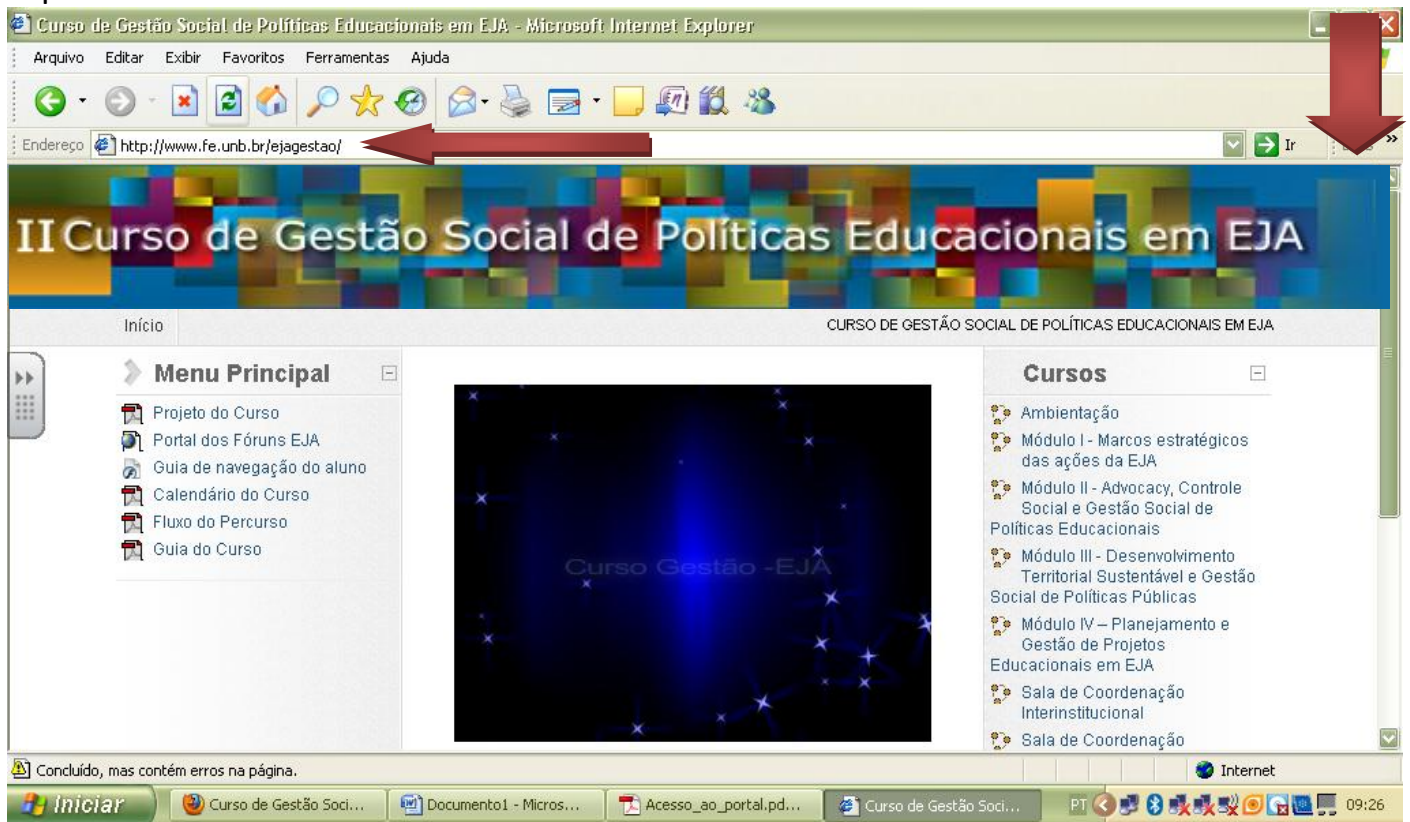 Curso de Gestão Social de Políticas Educacionais em EJA - Microsoft Internet Explorer
Arquivo Editar Exibir Favoritos Ferramentas Ajuda
Endereço http://www.fe.unb.br/ejagestao/ Ir
II Curso de Gestão Social de Políticas Educacionais em EJA
Início CURSO DE GESTÃO SOCIAL DE POLÍTICAS EDUCACIONAIS EM EJA
Menu Principal
Projeto do Curso
Portal dos Fóruns EJA
Guia de navegação do aluno
Calendário do Curso
Fluxo do Percurso
Guia do Curso
Curso Gestão -EJA
Cursos
Ambientação
Módulo I - Marcos estratégicos
das ações da EJA
Módulo II - Advocacy, Controle
Social e Gestão Social de
Políticas Educacionais
Módulo III - Desenvolvimento
Territorial Sustentável e Gestão
Social de Políticas Públicas
Módulo IV – Planejamento e
Gestão de Projetos
Educacionais em EJA
Sala de Coordenação
Interinstitucional
Sala de Coordenação
Concluído, mas contém erros na página. Internet
Iniciar Curso de Gestão Soci... Documento1 - Micros... Acesso_ao_portal.pd... Curso de Gestão Soci... PT 09:26